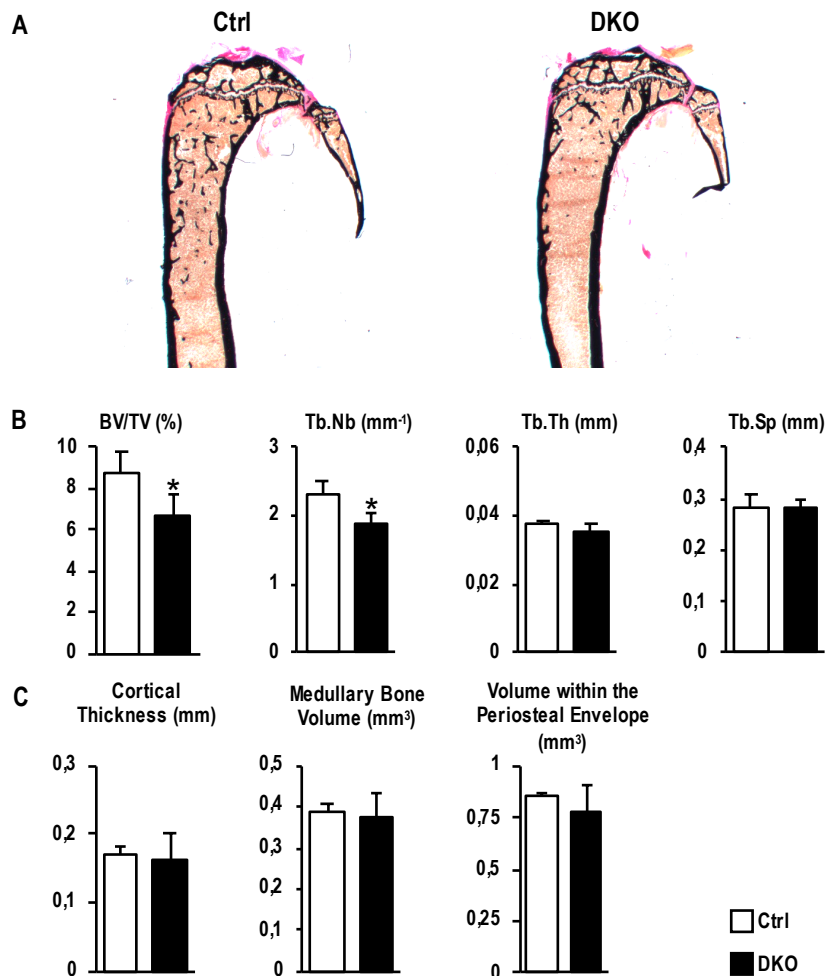 A
Ctrl
DKO
B
BV/TV (%)
10
8
6
4
2
0
*
Tb.Nb (mm-1)
3
2
1
0
*
Tb.Th (mm)
0,06
0,04
0,02
0
Tb.Sp (mm)
0,4
0,3
0,2
0,1
0
C
Cortical
Thickness (mm)
0,3
0,2
0,1
0
Medullary Bone
Volume (mm³)
0,5
0,4
0,3
0,2
0,1
0
Volume within the
Periosteal Envelope
(mm³)
1
0,75
0,5
0,25
0
Ctrl
DKO